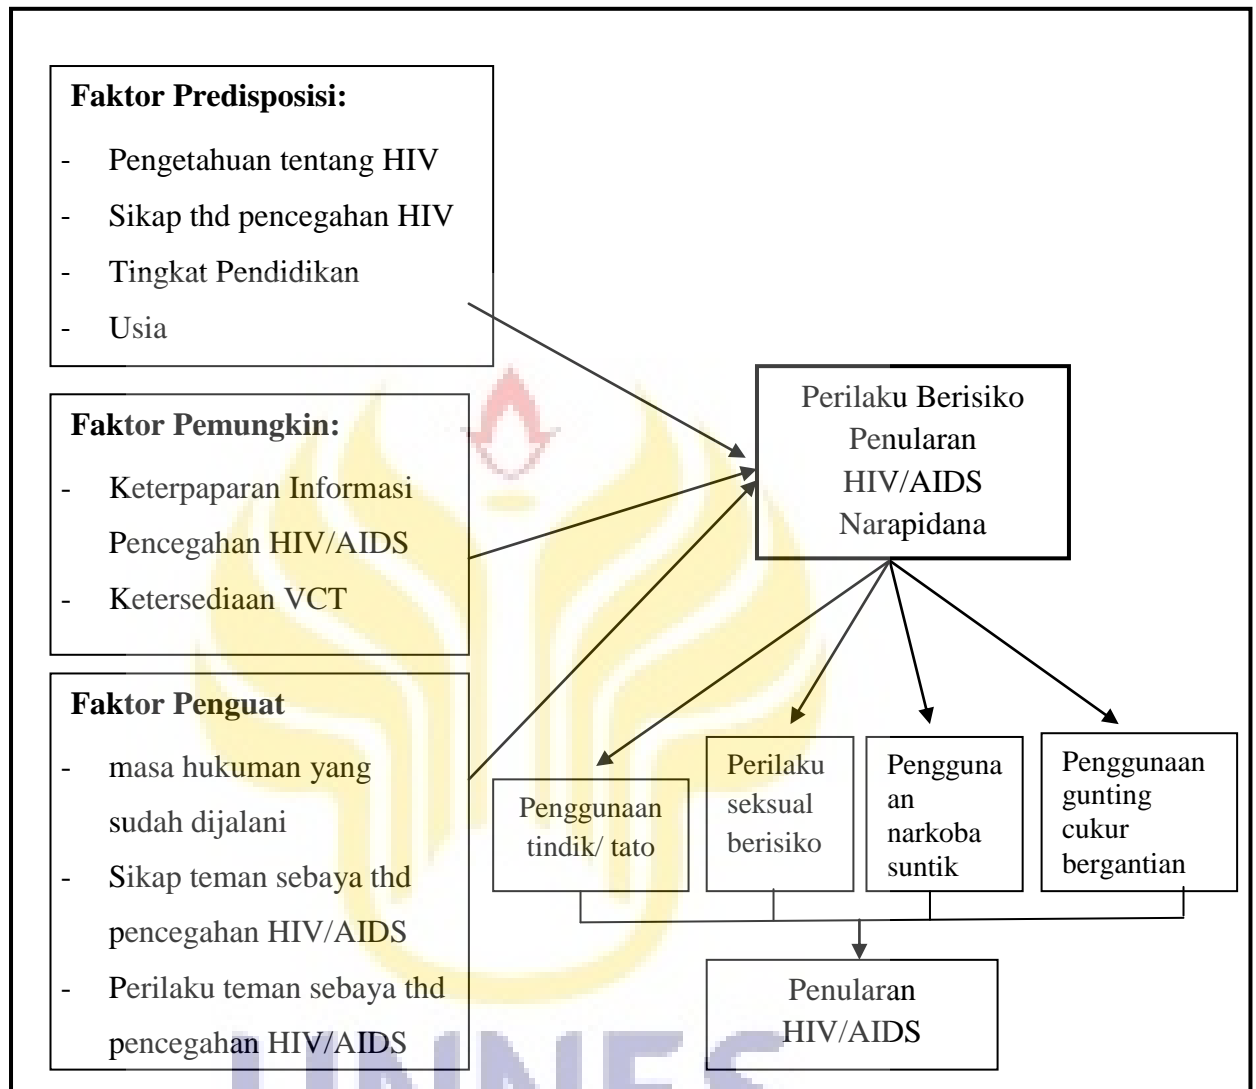 Faktor Predisposisi:
- Pengetahuan tentang HIV
- Sikap thd pencegahan HIV
- Tingkat Pendidikan
- Usia
Faktor Pemungkin:
- Keterpaparan Informasi
Pencegahan HIV/AIDS
- Ketersediaan VCT
Faktor Penguat
- masa hukuman yang
sudah dijalani
- Sikap teman sebaya thd
pencegahan HIV/AIDS
- Perilaku teman sebaya thd
pencegahan HIV/AIDS
Perilaku Berisiko
Penularan
HIV/AIDS
Narapidana
Penggunaan
tindik/ tato
Perilaku
seksual
berisiko
Pengguna
an
narkoba
suntik
Penggunaan
gunting
cukur
bergantian
Penularan
HIV/AIDS
UNNES